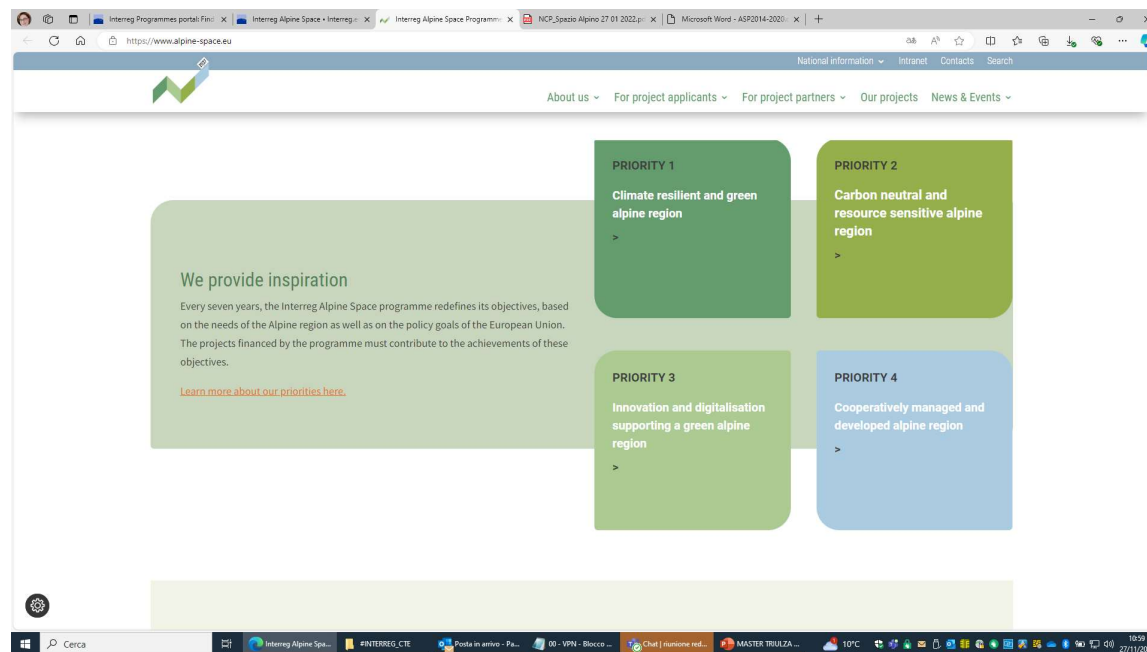 Interreg Programmes portal: Find
Interreg Alpine Space • Interreg.e
Interreg Alpine Space Programme
NCP_Spazio Alpino 27 01 2022.p
Microsoft Word - ASP2014-2020
https://www.alpine-space.eu
National information Intranet Contacts Search
About us For project applicants For project partners Our projects News & Events
We provide inspiration
Every seven years, the Interreg Alpine Space programme redefines its objectives, based
on the needs of the Alpine region as well as on the policy goals of the European Union.
The projects financed by the programme must contribute to the achievements of these
objectives.
Learn more about our priorities here.
PRIORITY 1
Climate resilient and green
alpine region
>
PRIORITY 2
Carbon neutral and
resource sensitive alpine
region
>
PRIORITY 3
Innovation and digitalisation
supporting a green alpine
region
>
PRIORITY 4
Cooperatively managed and
developed alpine region
>
Cerca
Interreg Alpine Spa...
#INTERREG_CTE
Posta in arrivo - Pa...
00 - VPN - Blocco ...
Chat | riunione red...
MASTER TRIULZA ...
10°C
10:59
27/11/20